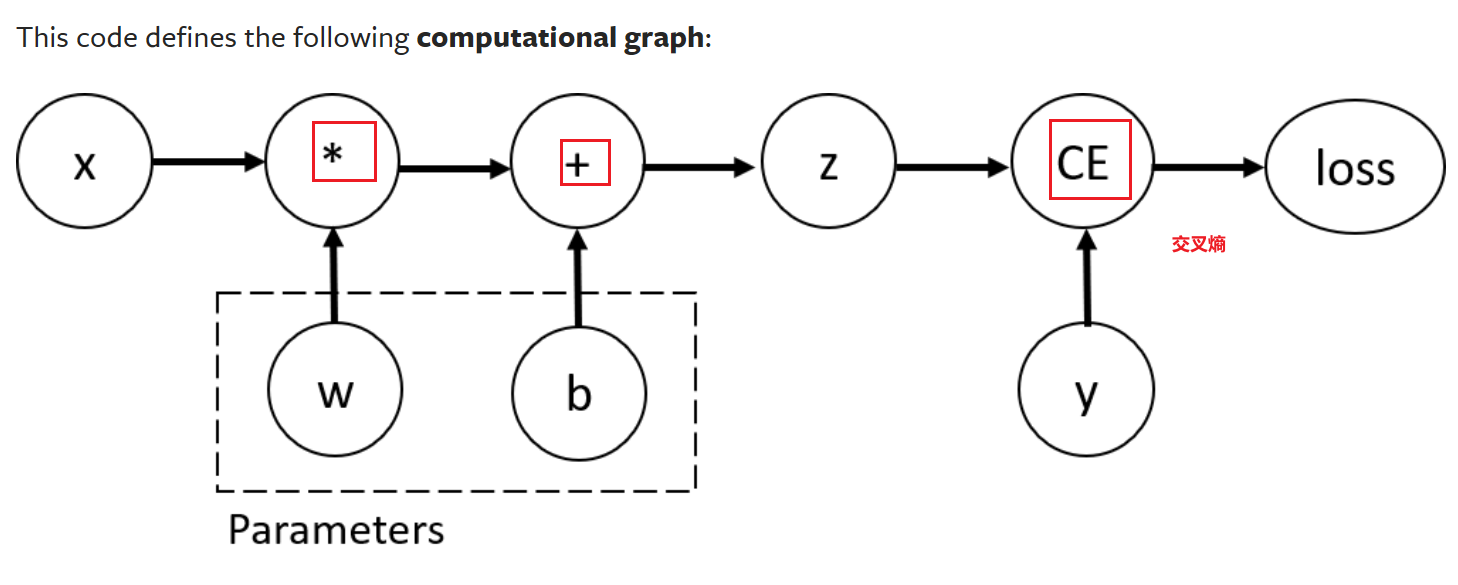 This code defines the following computational graph:
x
*
+
z
CE
loss
交叉熵
w
b
y
Parameters